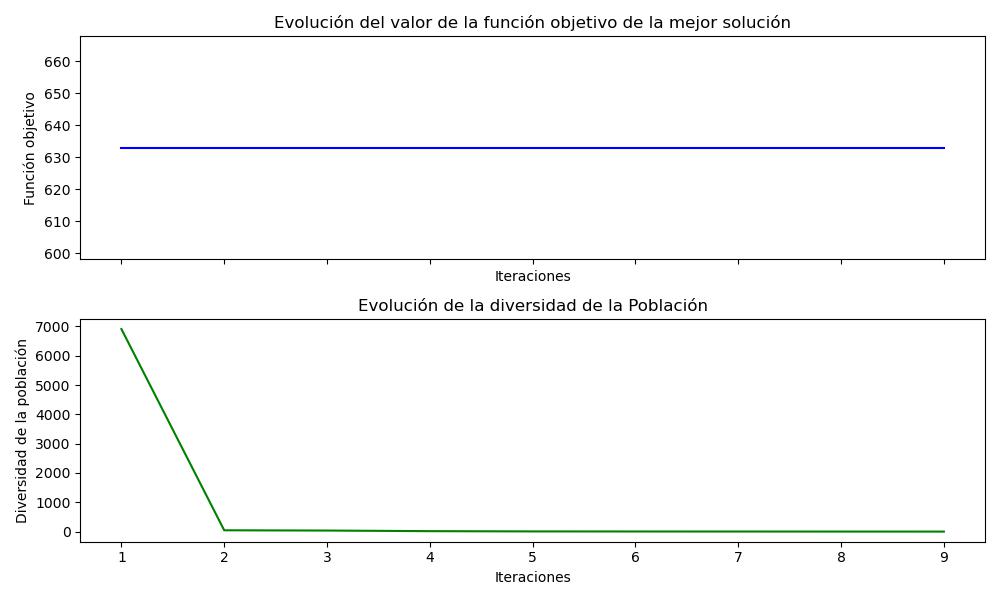 Evolución del valor de la función objetivo de la mejor solución
Función objetivo
660
650
640
630
620
610
600
Iteraciones
Evolución de la diversidad de la Población
Diversidad de la población
7000
6000
5000
4000
3000
2000
1000
0
1 2 3 4 5 6 7 8 9
Iteraciones